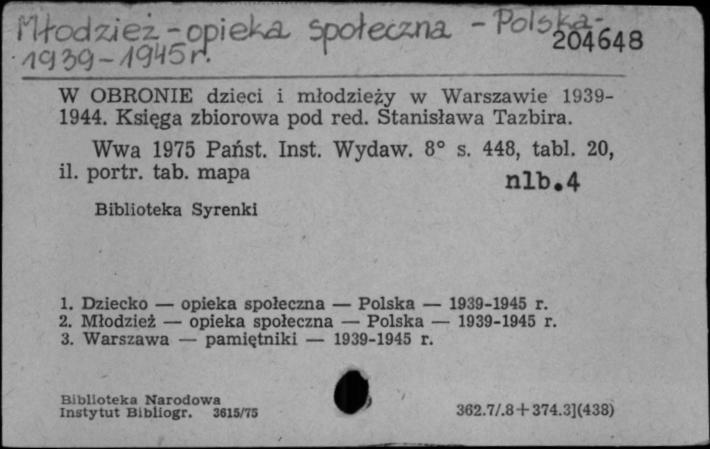 Młodzież - opieka społeczna - Polska -
204648
1939-1945 r.
W OBRONIE dzieci i młodzieży w Warszawie 1939-
1944. Księga zbiorowa pod red. Stanisława Tazbira.
Wwa 1975 Państ. Inst. Wydaw. 8° s. 448, tabl. 20,
il. portr. tab. mapa
nlb.4
Biblioteka Syrenki
1. Dziecko — opieka społeczna — Polska — 1939-1945 r.
2. Młodzież — opieka społeczna — Polska — 1939-1945 r.
3. Warszawa — pamiętniki — 1939-1945 r.
Biblioteka Narodowa
Instytut Bibliogr. 3615/75
362.7/.8+374.3](438)